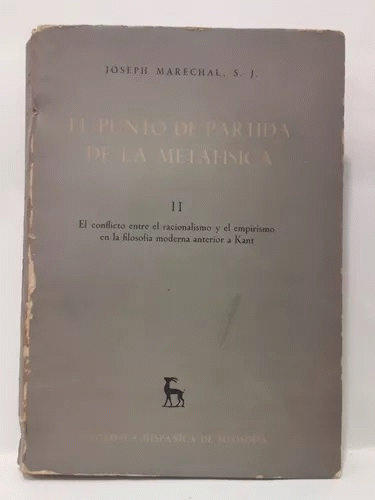 JOSEPH MARECHAL, S. J.
EL PUNTO DE PARTIDA
DE LA METAFISICA
II
El conflicto entre el racionalismo y el empirismo
en la filosofía moderna anterior a Kant
HISPANICA DE FILOSOFIA